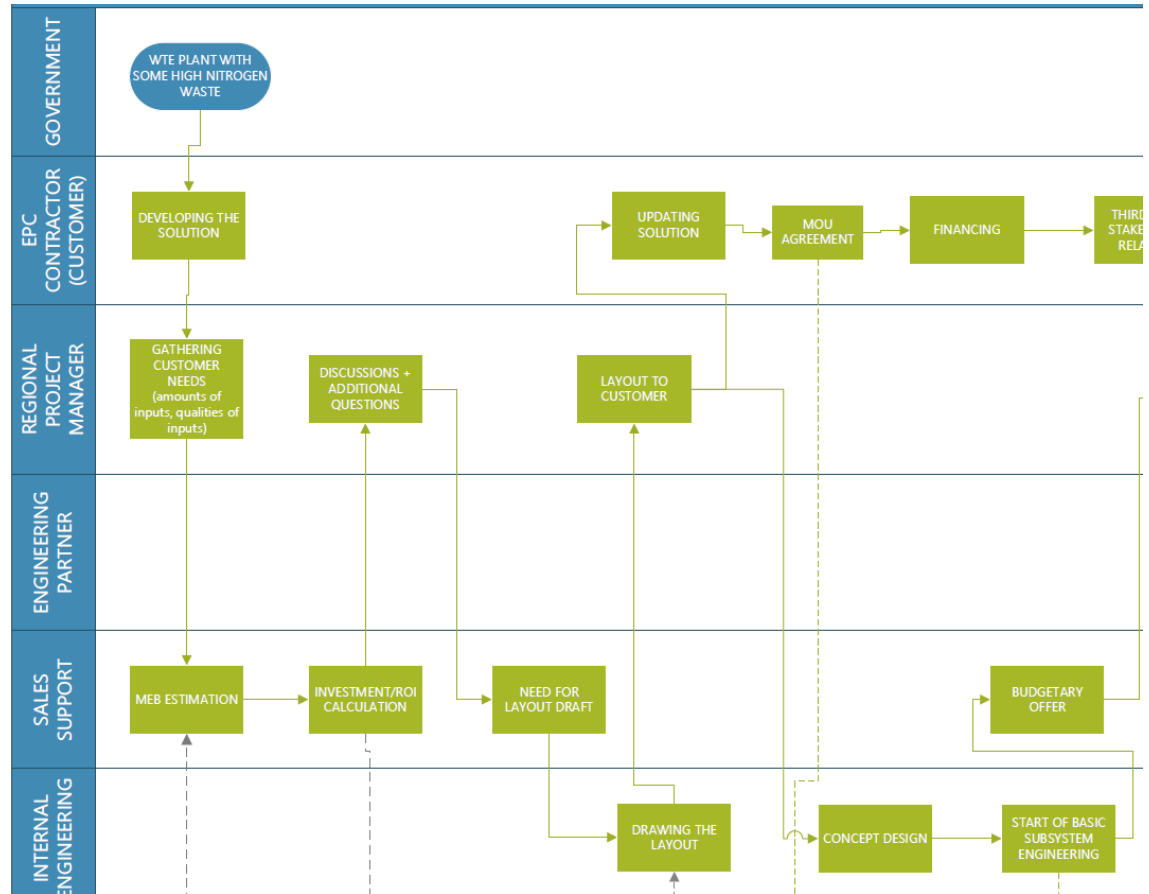 GOVERNMENT
WTE PLANT WITH
SOME HIGH NITROGEN
WASTE
EPC
CONTRACTOR
(CUSTOMER)
DEVELOPING THE
SOLUTION
UPDATING
SOLUTION
MOU
AGREEMENT
FINANCING
THIRD
STAKE
RELA
REGIONAL
PROJECT
MANAGER
GATHERING
CUSTOMER
NEEDS
(amounts of
inputs, qualities of
inputs)
DISCUSSIONS +
ADDITIONAL
QUESTIONS
LAYOUT TO
CUSTOMER
ENGINEERING
PARTNER
SALES
SUPPORT
MEB ESTIMATION
INVESTMENT/ROI
CALCULATION
NEED FOR
LAYOUT DRAFT
BUDGETARY
OFFER
INTERNAL
ENGINEERING
DRAWING THE
LAYOUT
CONCEPT DESIGN
START OF BASIC
SUBSYSTEM
ENGINEERING